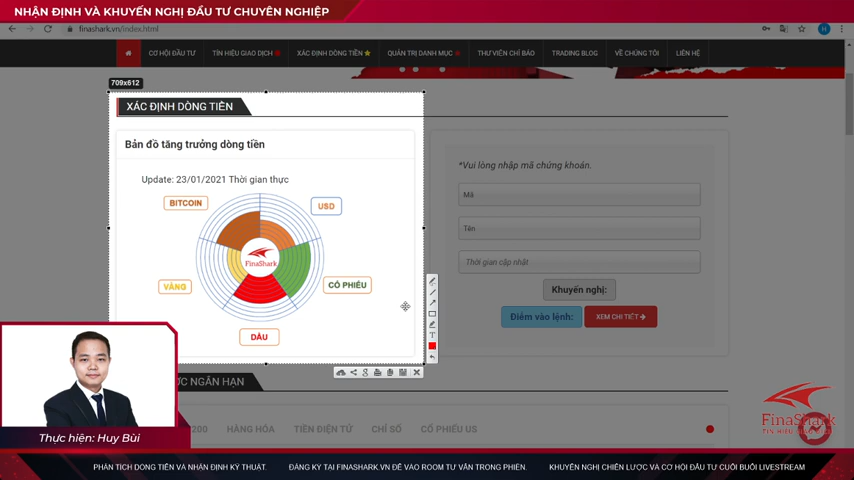 NHẬN ĐỊNH VÀ KHUYẾN NGHỊ ĐẦU TƯ CHUYÊN NGHIỆP
finashark.vn/index.html
H
CƠ HỘI ĐẦU TƯ TÍN HIỆU GIAO DỊCH XÁC ĐỊNH DÒNG TIỀN QUẢN TRỊ DANH MỤC THƯ VIỆN CHỈ BÁO TRADING BLOG VỀ CHÚNG TÔI LIÊN HỆ
709x612
XÁC ĐỊNH DÒNG TIỀN
Bản đồ tăng trưởng dòng tiền
Update: 23/01/2021 Thời gian thực
BITCOIN
USD
FinaShark
VÀNG
CỔ PHIẾU
DẦU
*Vui lòng nhập mã chứng khoán.
Mã
Tên
Thời gian cập nhật
Khuyến nghị:
Điểm vào lệnh:
XEM CHI TIẾT
NGẮN HẠN
200 HÀNG HÓA TIỀN ĐIỆN TỬ CHỈ SỐ CỔ PHIẾU US
FinaShark
Thực hiện: Huy Bùi
PHÂN TÍCH DÒNG TIỀN VÀ NHẬN ĐỊNH KỸ THUẬT. ĐĂNG KÝ TẠI FINASHARK.VN ĐỂ VÀO ROOM TƯ VẤN TRONG PHIÊN. KHUYẾN NGHỊ CHIẾN LƯỢC VÀ CƠ HỘI ĐẦU TƯ CUỐI BUỔI LIVESTREAM